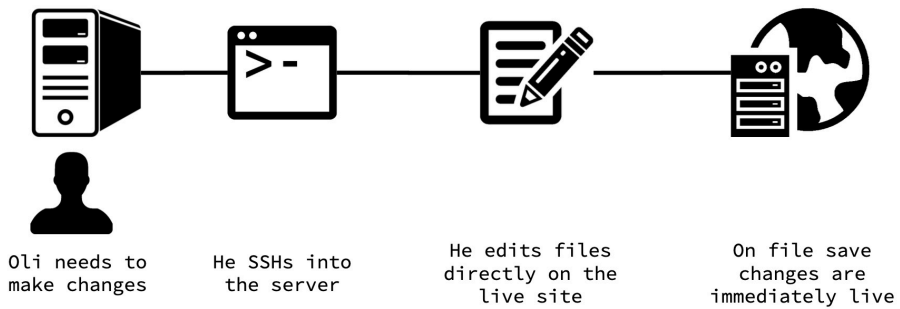 >-
Oli needs to
make changes
He SSHs into
the server
He edits files
directly on the
live site
On file save
changes are
immediately live